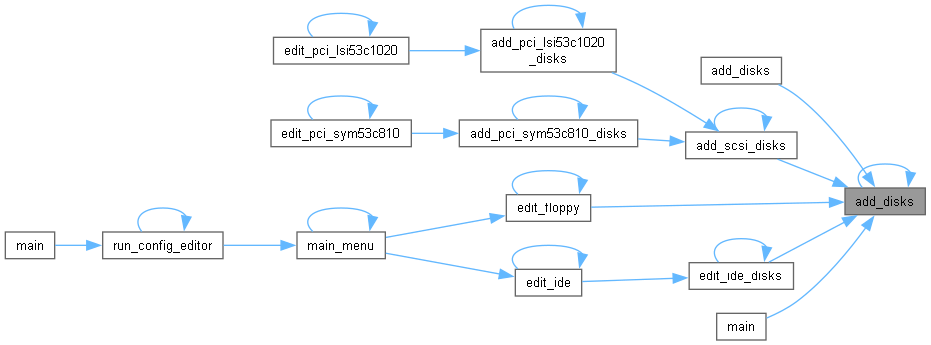 edit_pci_lsi53c1020
add_pci_lsi53c1020
_disks
add_disks
edit_pci_sym53c810
add_pci_sym53c810_disks
add_scsi_disks
edit_floppy
add_disks
main
run_config_editor
main_menu
edit_ide
edit_ide_disks
main